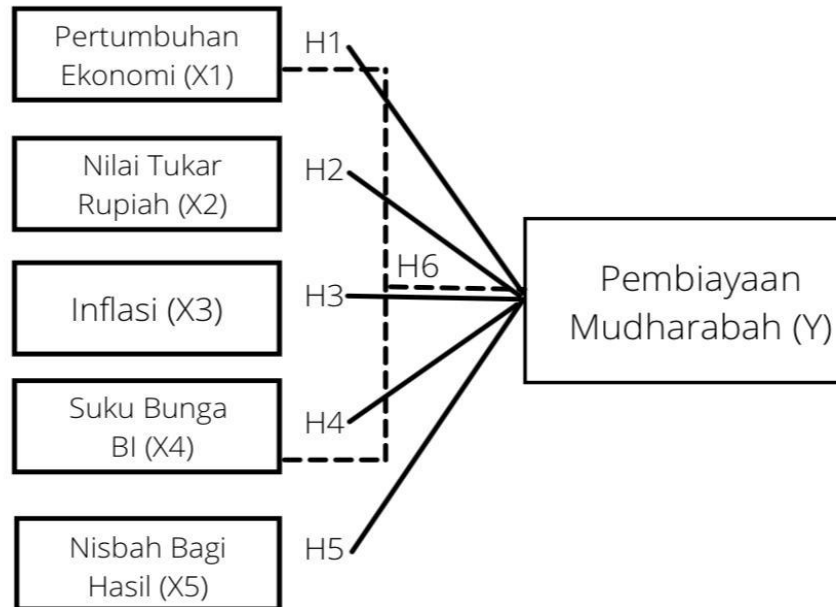 Pertumbuhan
Ekonomi (X1)
H1
Nilai Tukar
Rupiah (X2)
H2
H6
Inflasi (X3)
H3
Pembiayaan
Mudharabah (Y)
Suku Bunga
BI (X4)
H4
Nisbah Bagi
Hasil (X5)
H5